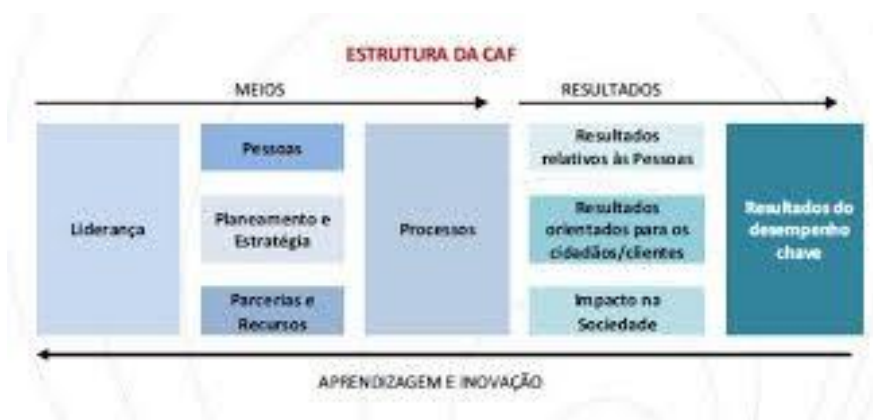 ESTRUTURA DA CAF
MEIOS
RESULTADOS
Liderança
Pessoas
Planeamento e
Estratégia
Parcerias e
Recursos
Processos
Resultados
relativos às Pessoas
Resultados
orientados para os
cidadãos/clientes
Impacto na
Sociedade
Resultados do
desempenho
chave
APRENDIZAGEM E INOVAÇÃO